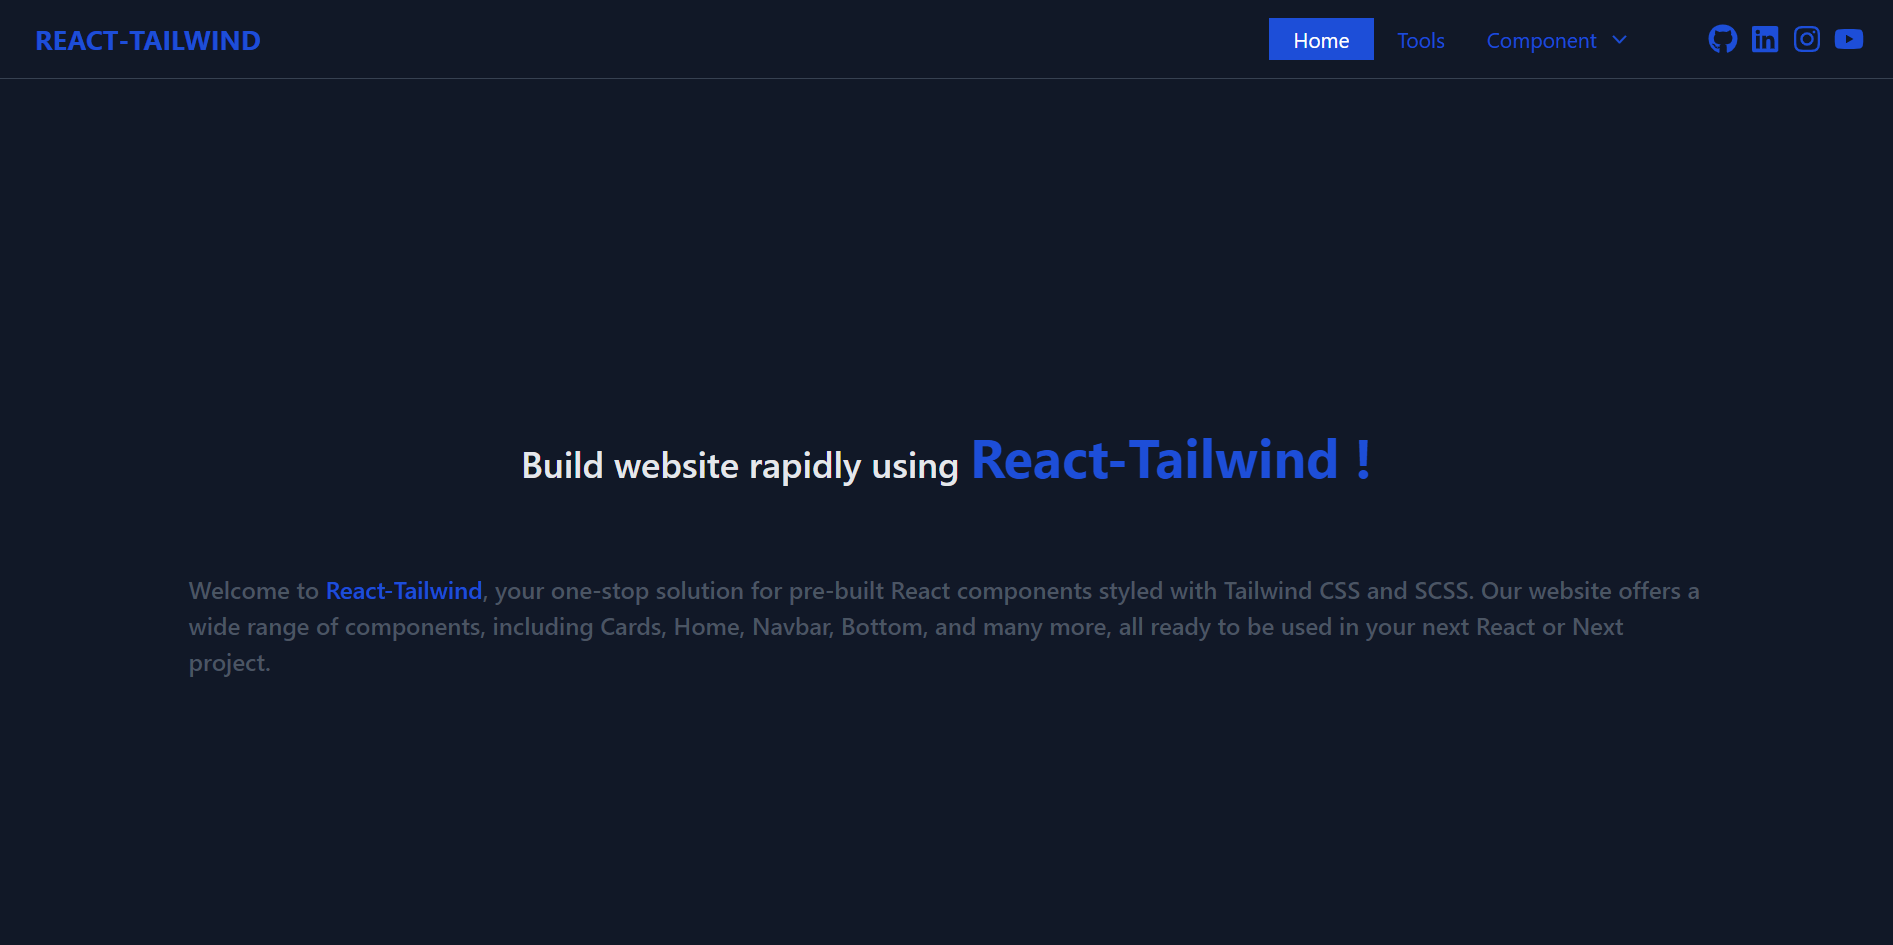 REACT-TAILWIND
Home
Tools
Component
Build website rapidly using React-Tailwind !
Welcome to React-Tailwind, your one-stop solution for pre-built React components styled with Tailwind CSS and SCSS. Our website offers a
wide range of components, including Cards, Home, Navbar, Bottom, and many more, all ready to be used in your next React or Next
project.